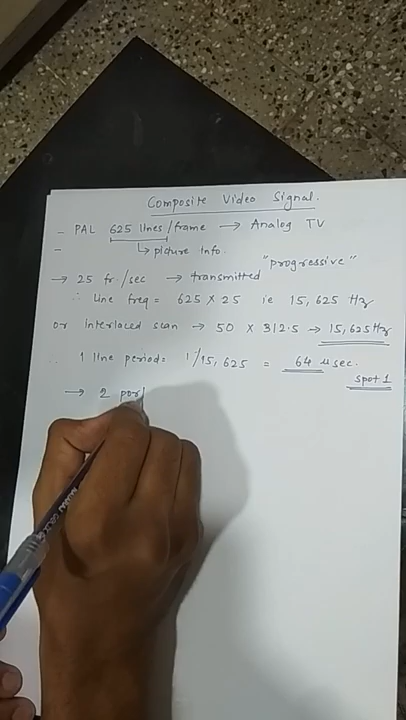 Composite Video Signal.
- PAL 625 lines/frame → Analog TV
- ↳ picture Info.
→ 25 fr./sec → transmitted "progressive"
∴ Line freq = 625 X 25 ie 15,625 Hz
or Interlaced scan → 50 X 312.5 → 15,625Hz
∴ 1 line period = 1/15,625 = 64 μsec.
spot 1
→ 2 por